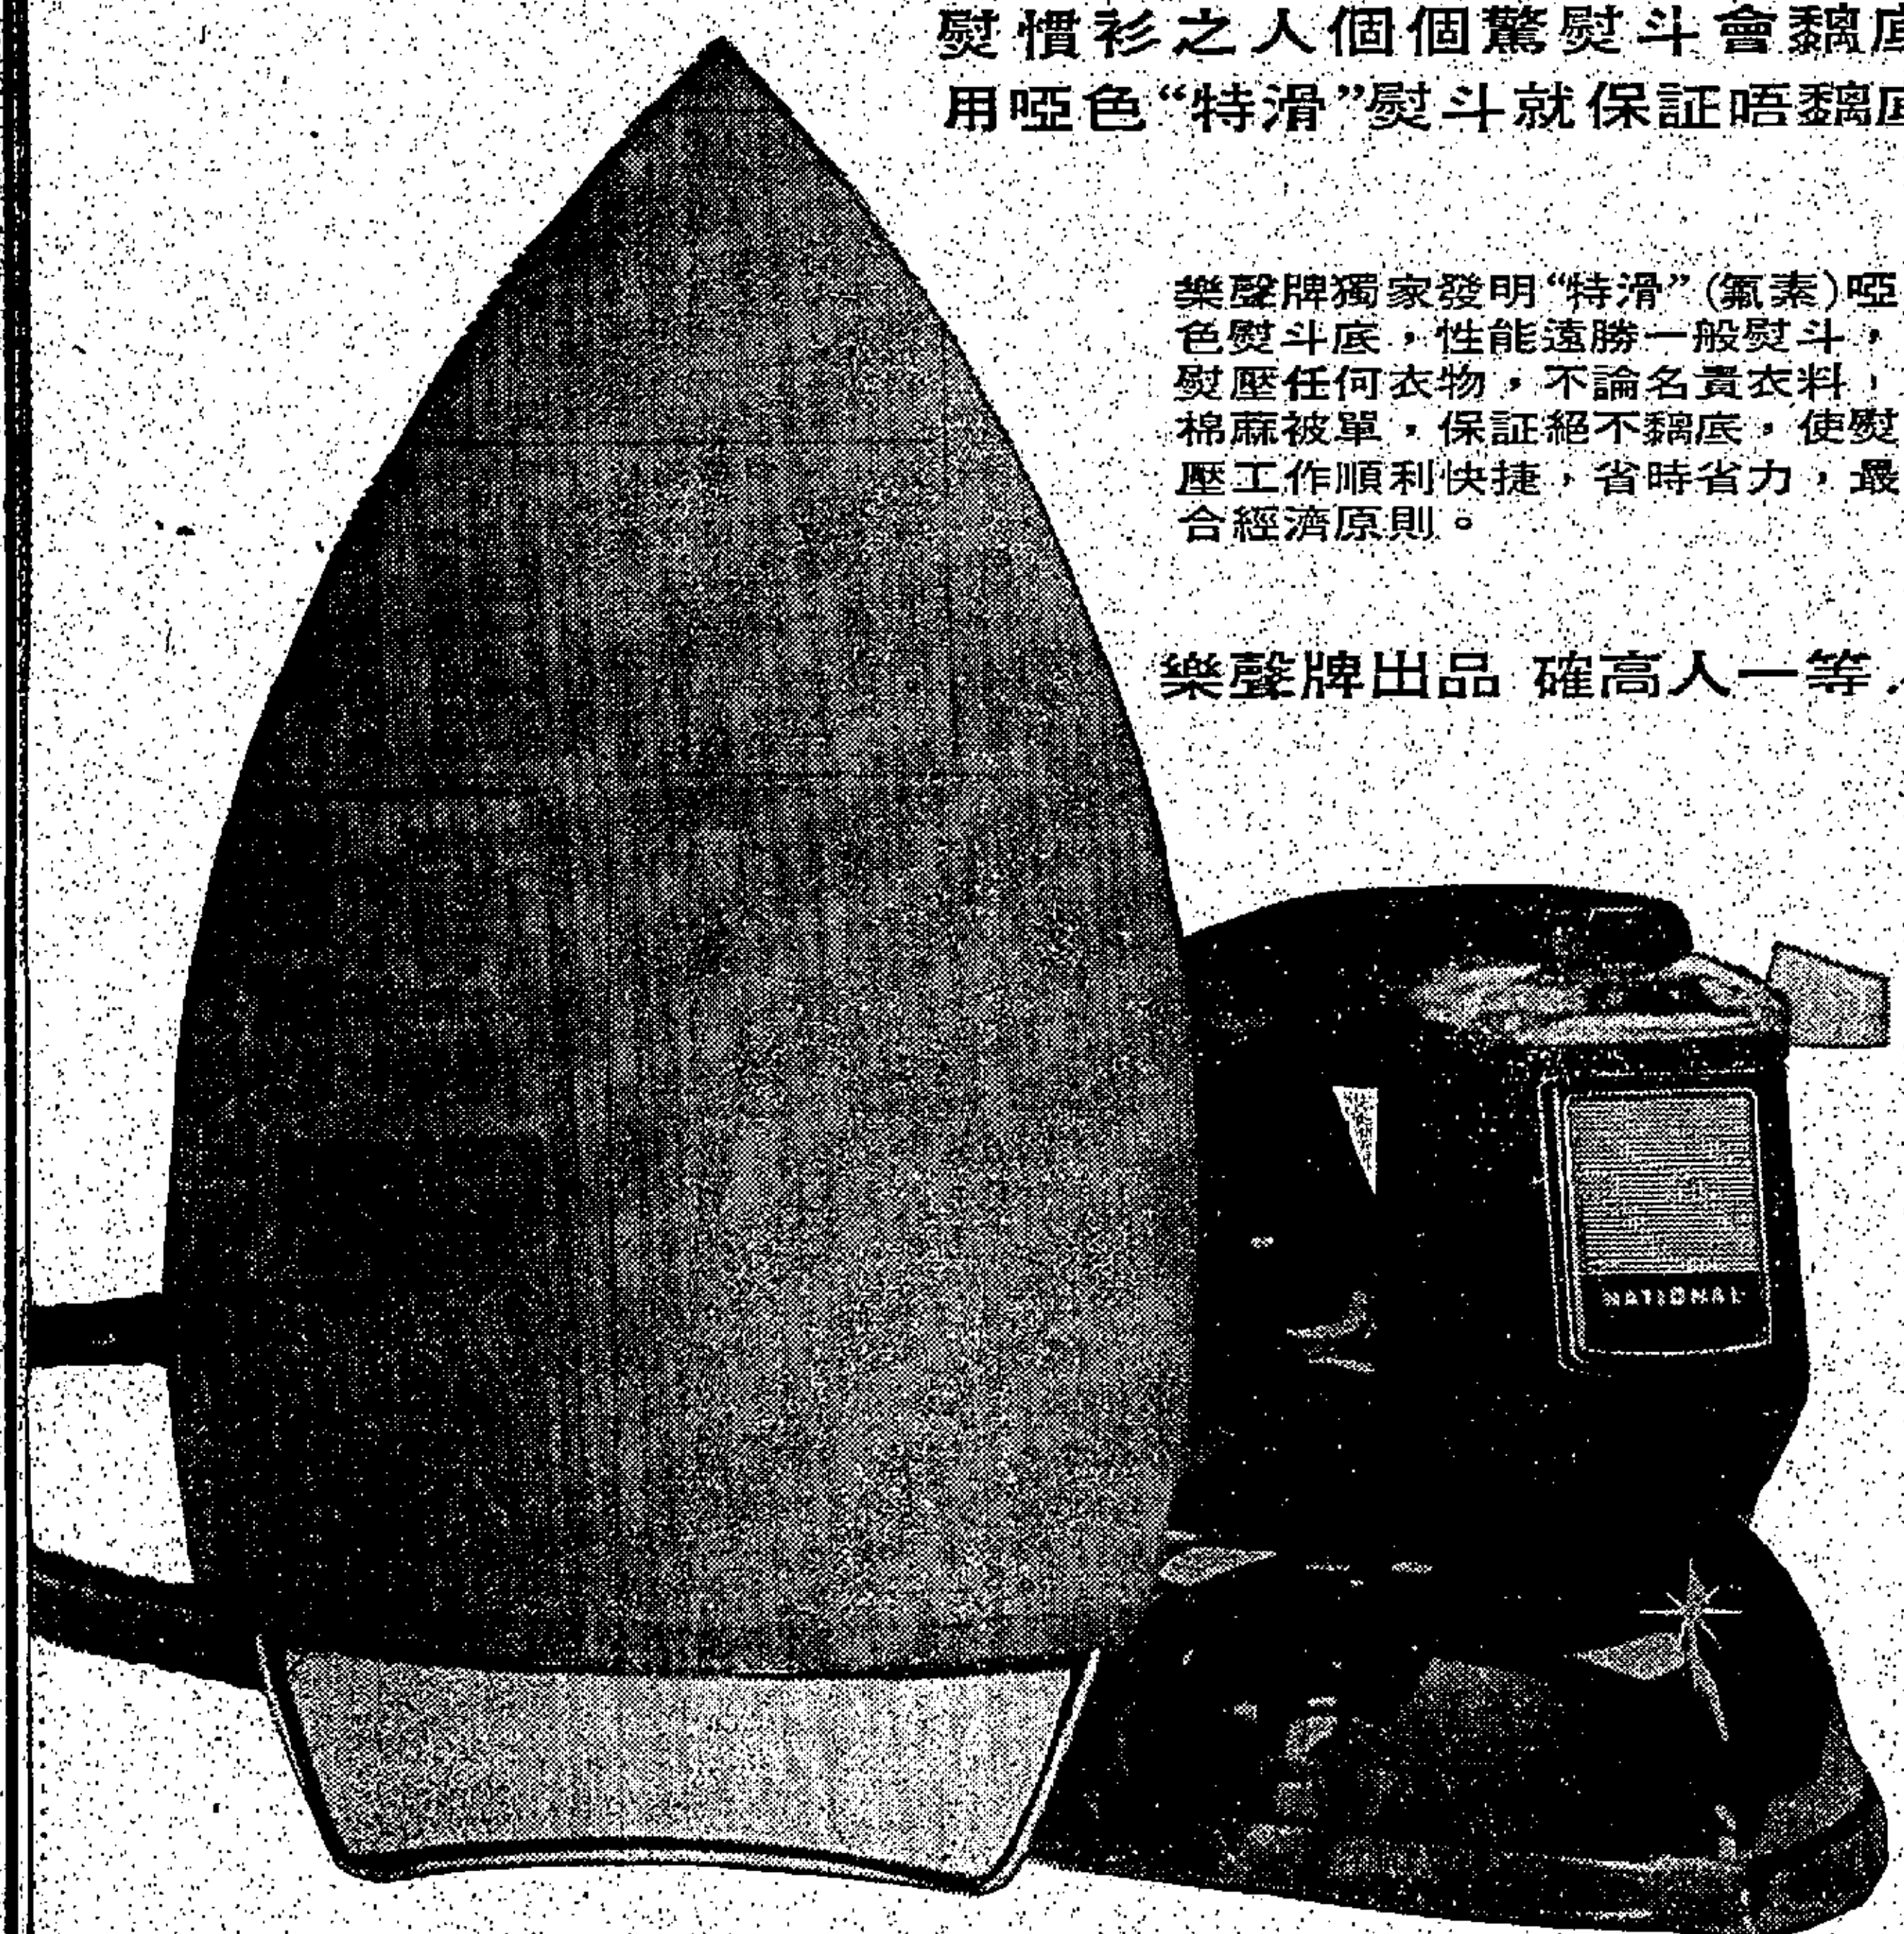 熨慣衫之人個個驚熨斗會黐底
用啞色“特滑”熨斗就保証唔黐底
樂聲牌獨家發明“特滑”(氟素)啞
色熨斗底，性能遠勝一般熨斗，
熨壓任何衣物，不論名貴衣料，
棉蔴被單，保証絕不黐底，使熨
壓工作順利快捷，省時省力，最
合經濟原則。
樂聲牌出品 確高人一等
NATIONAL